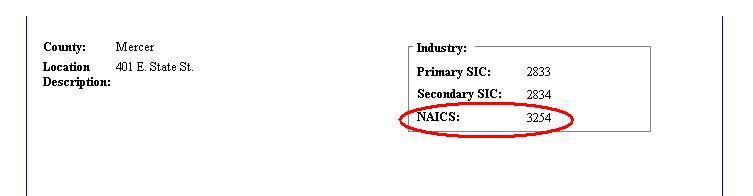 County: Mercer
Location 401 E. State St.
Description:
Industry:
Primary SIC: 2833
Secondary SIC: 2834
NAICS: 3254